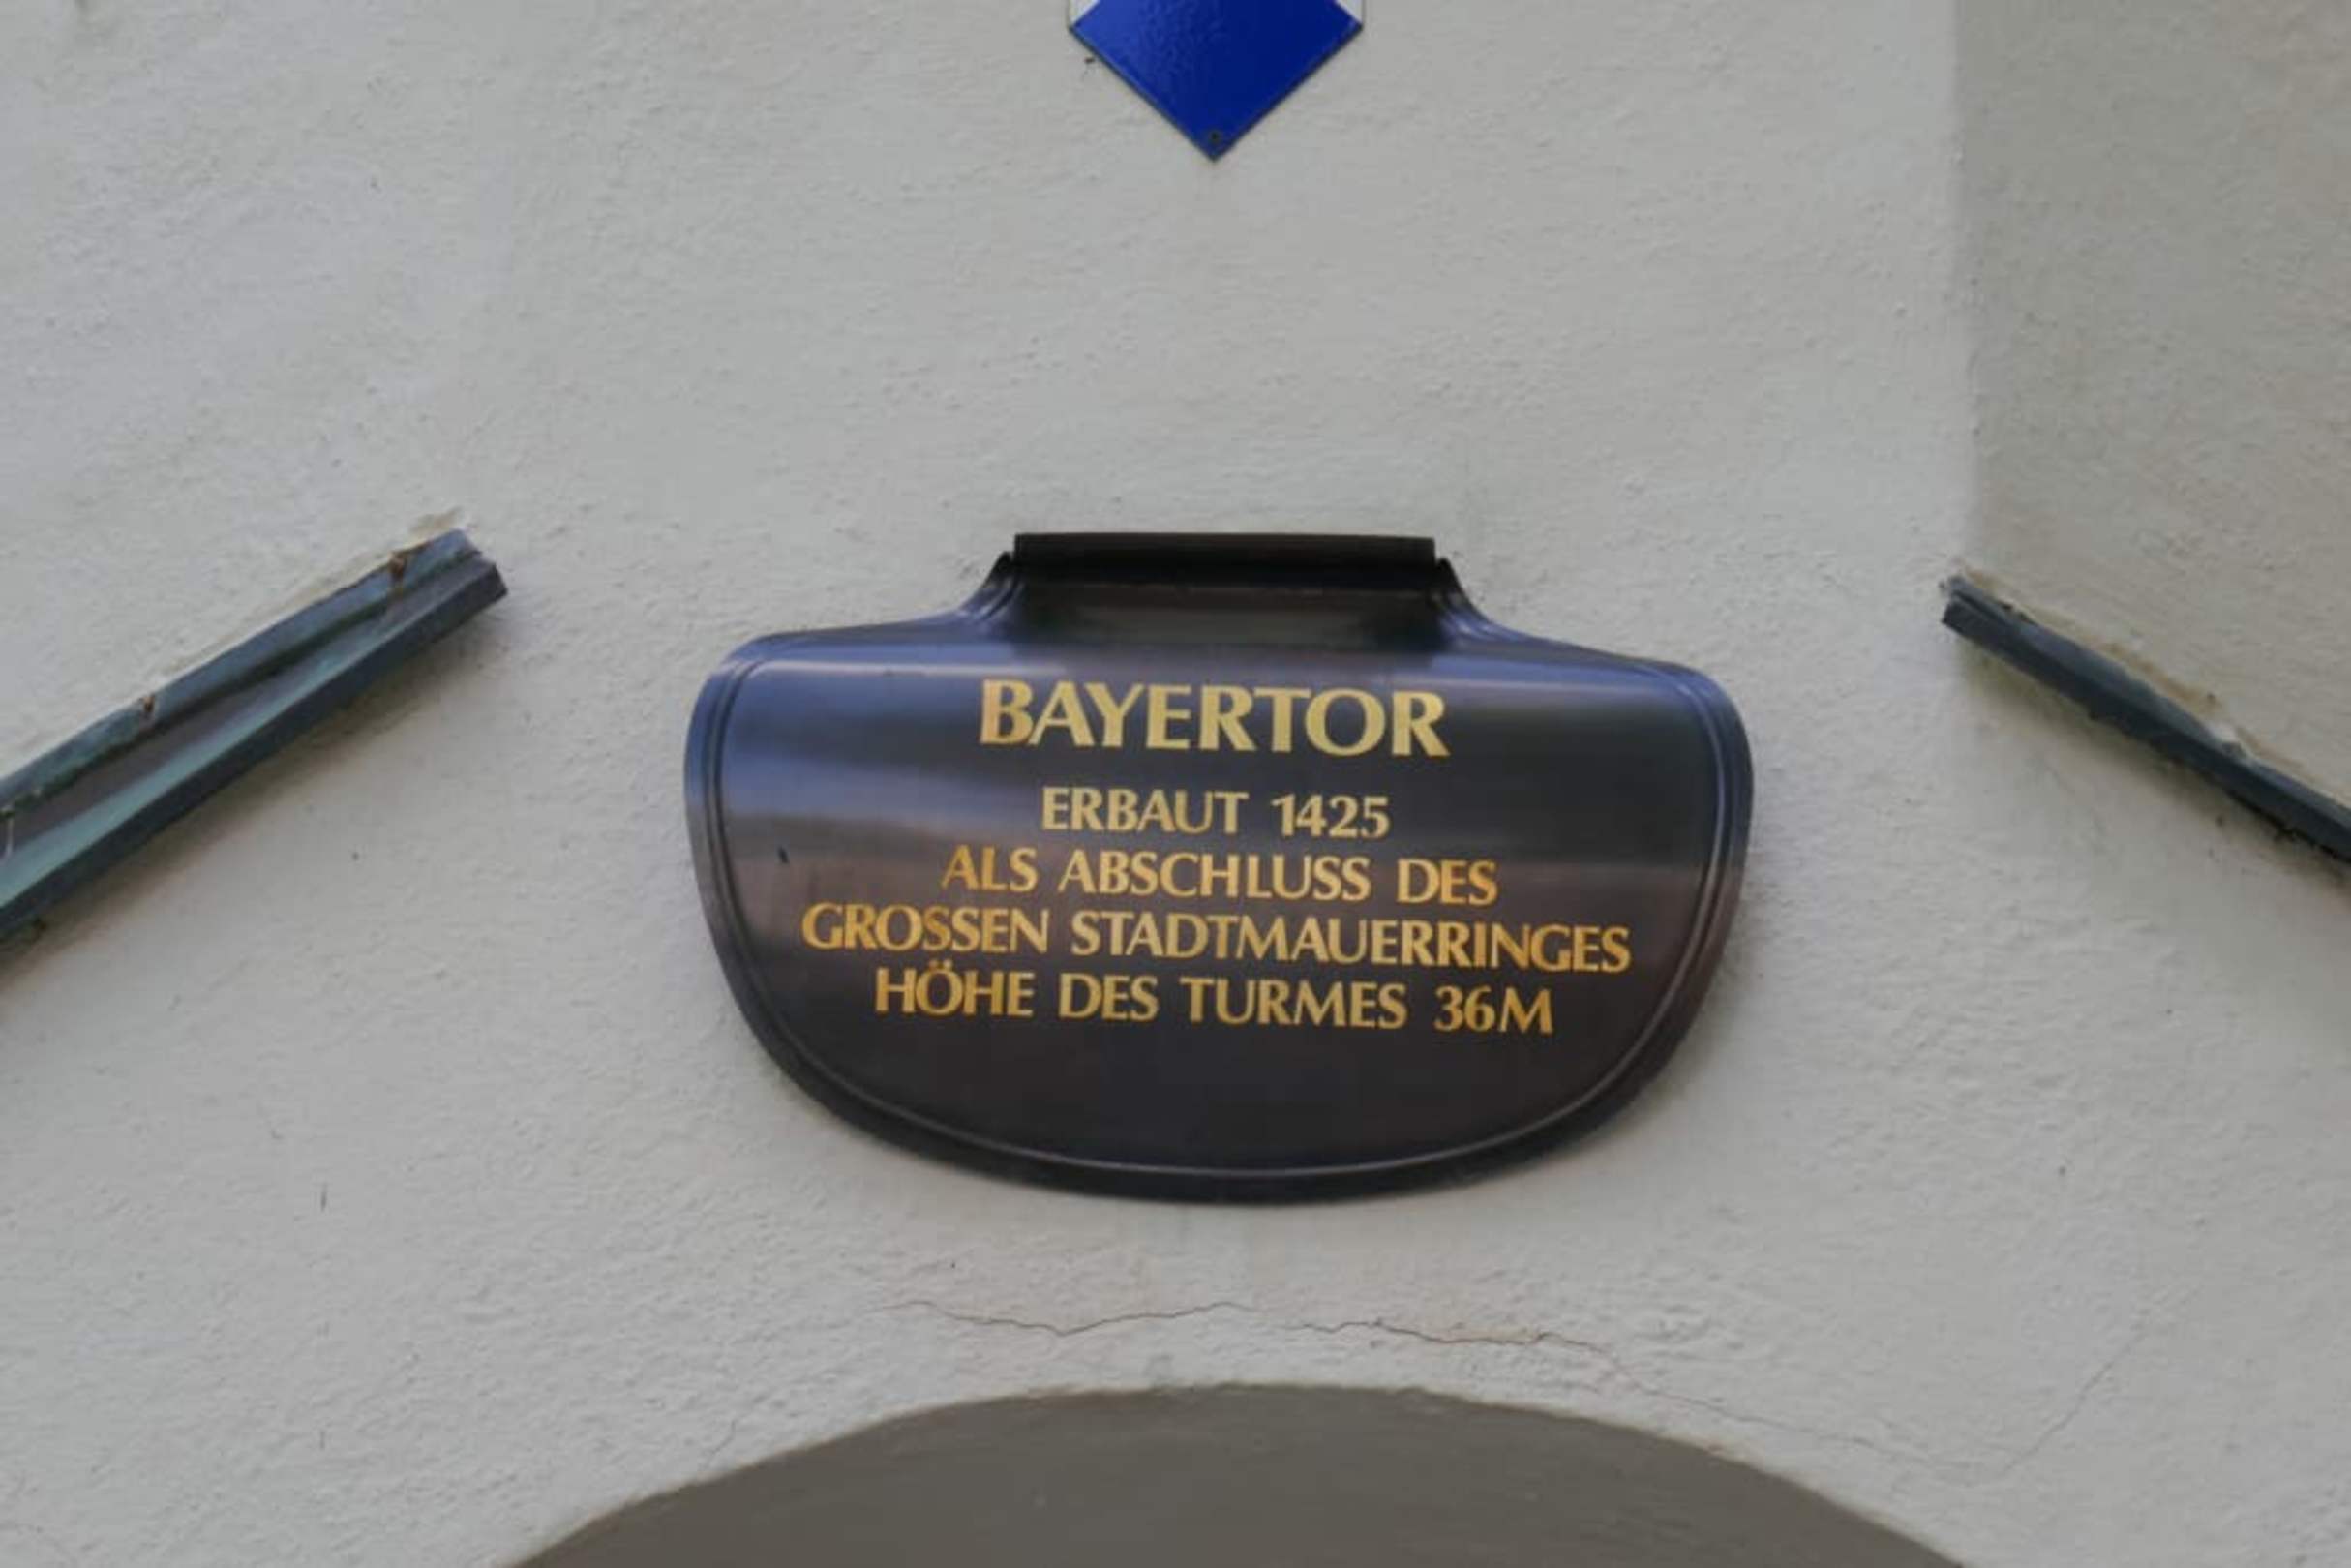 BAYERTOR
ERBAUT 1425
ALS ABSCHLUSS DES
GROSSEN STADTMAUERRINGES
HÖHE DES TURMES 36M